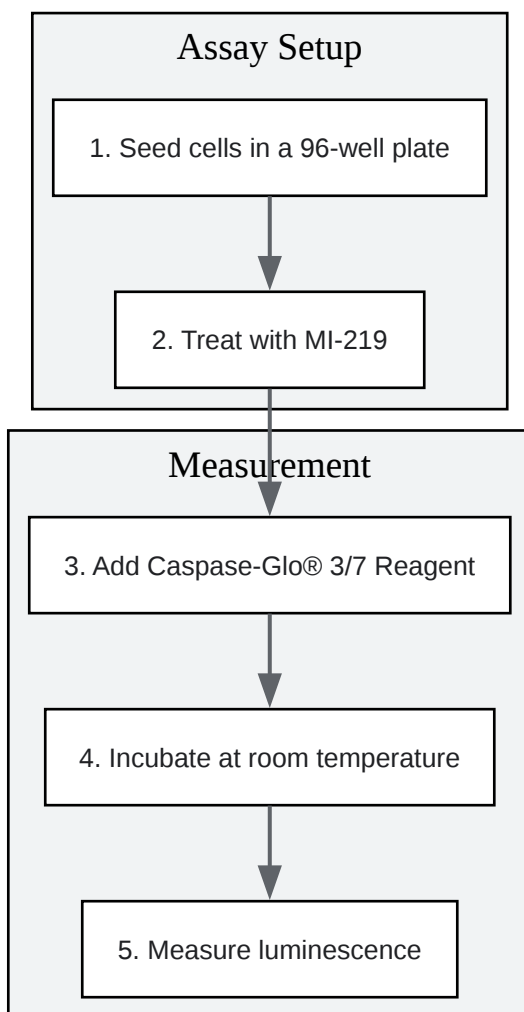 Assay Setup
1. Seed cells in a 96-well plate
2. Treat with MI-219
Measurement
3. Add Caspase-Glo® 3/7 Reagent
4. Incubate at room temperature
5. Measure luminescence